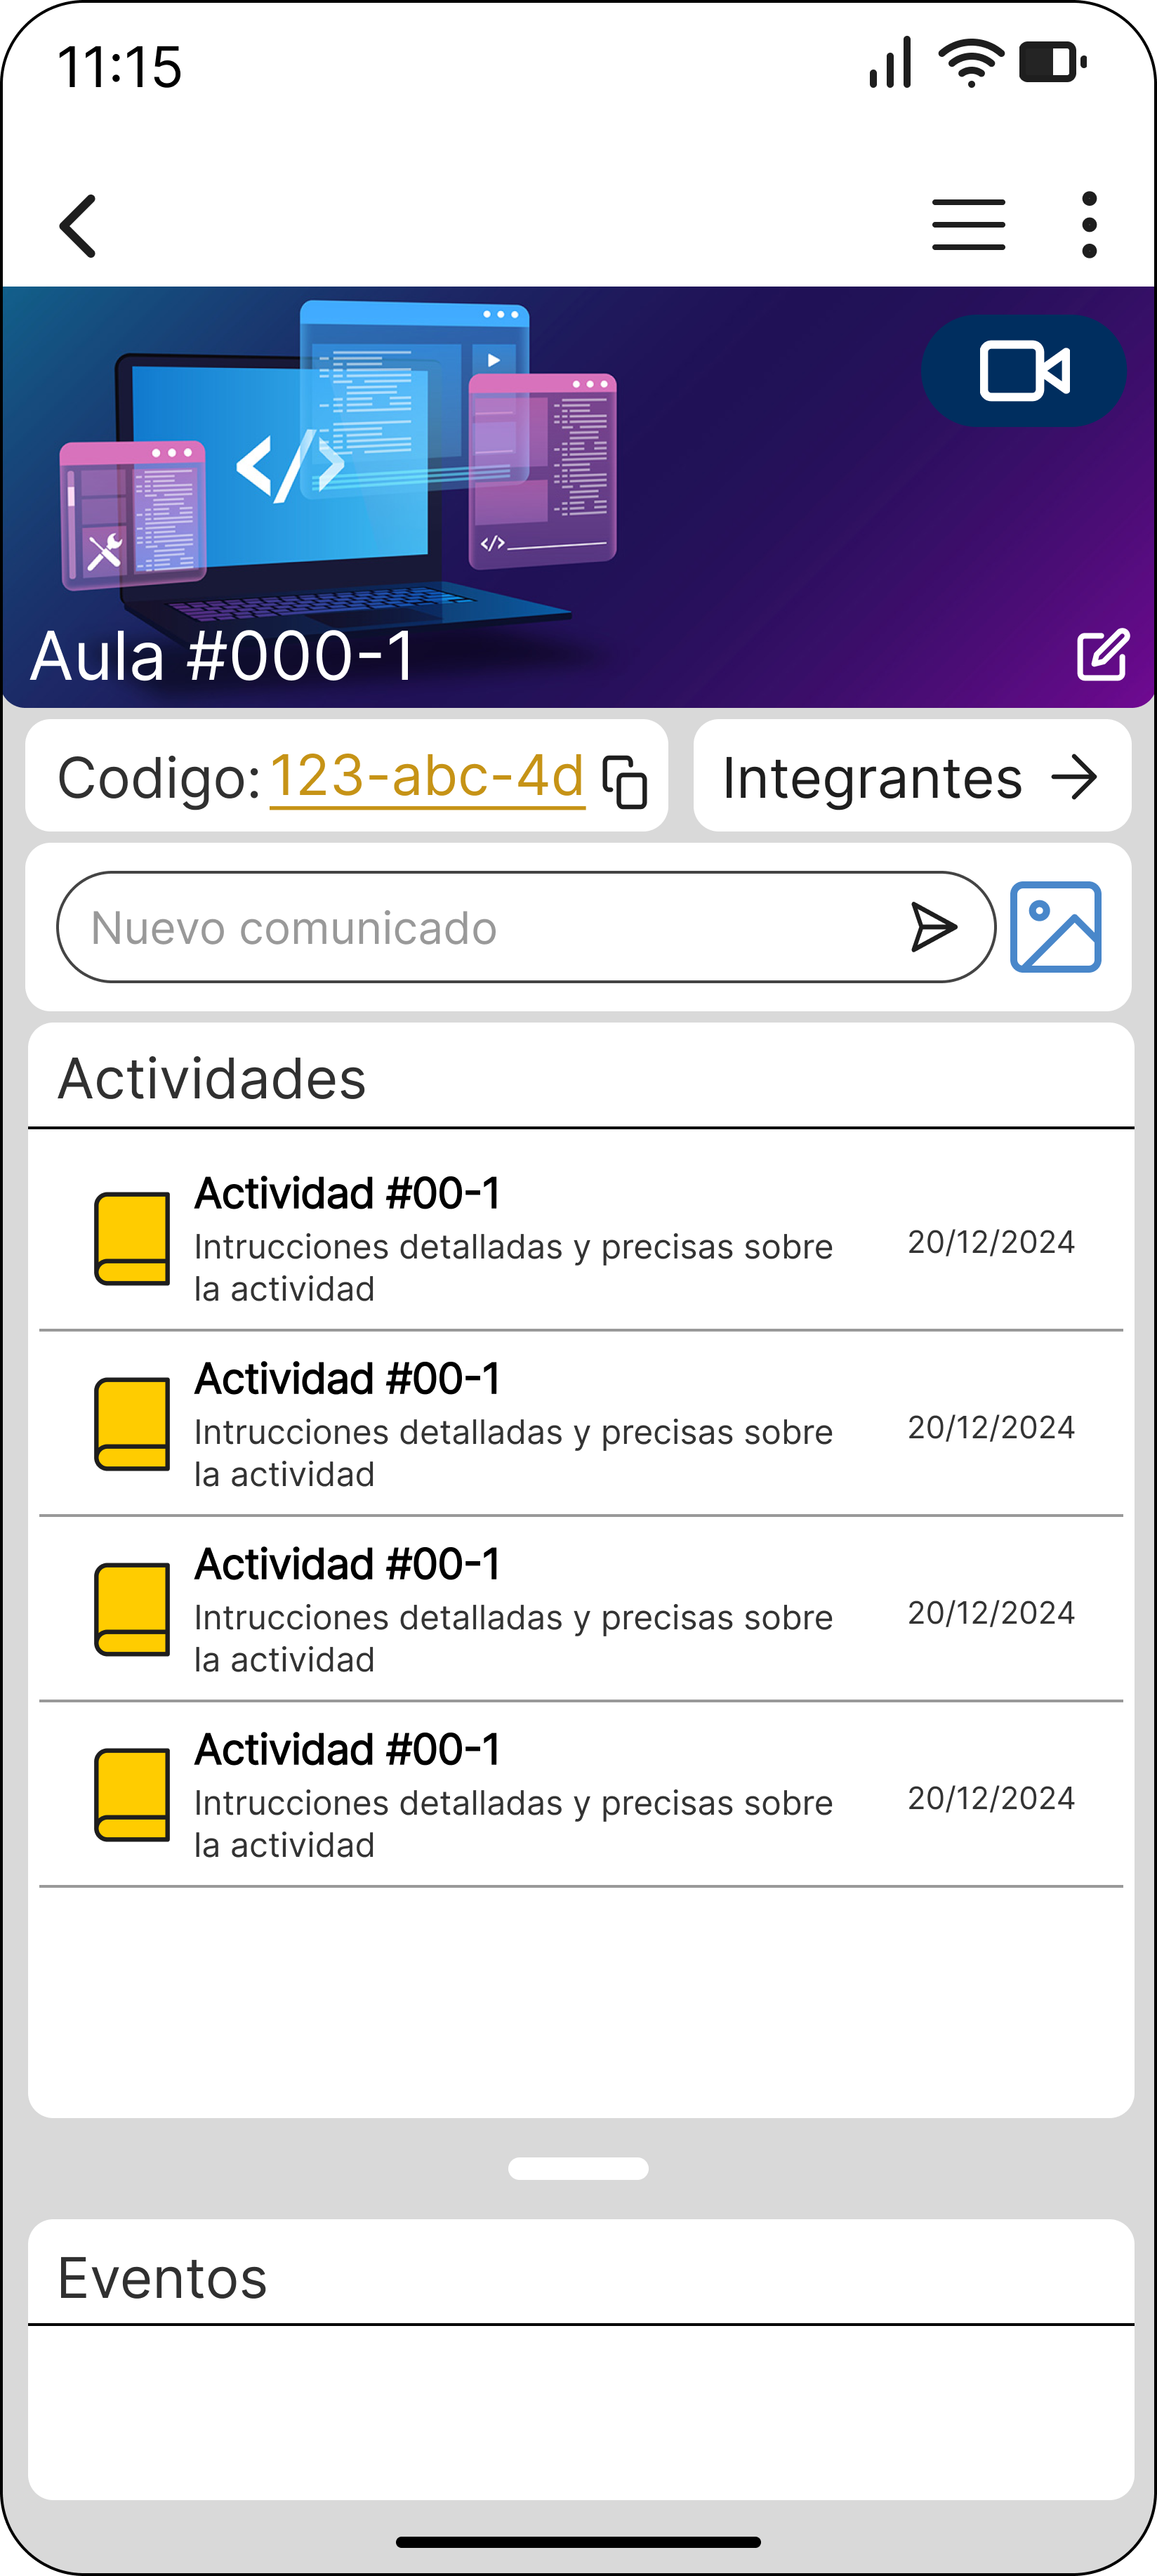 11:15
</>
</>
Aula #000-1
Codigo: 123-abc-4d
Integrantes
Nuevo comunicado
Actividades
Actividad #00-1
Intrucciones detalladas y precisas sobre
la actividad
20/12/2024
Actividad #00-1
Intrucciones detalladas y precisas sobre
la actividad
20/12/2024
Actividad #00-1
Intrucciones detalladas y precisas sobre
la actividad
20/12/2024
Actividad #00-1
Intrucciones detalladas y precisas sobre
la actividad
20/12/2024
Eventos